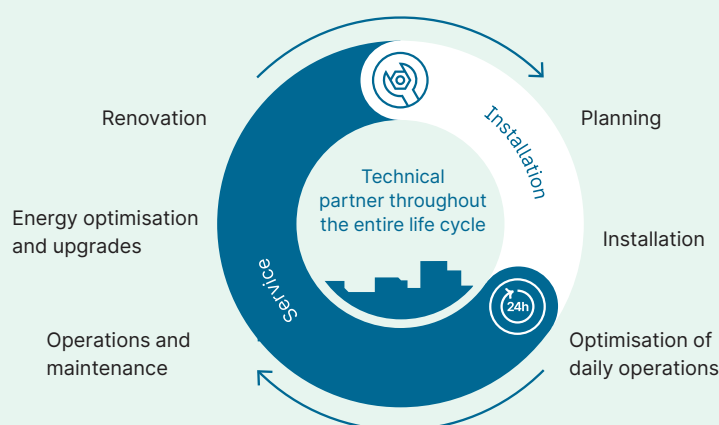 Renovation
Planning
Installation
Technical
partner throughout
the entire life cycle
Energy optimisation
and upgrades
Installation
Service
24h
Operations and
maintenance
Optimisation of
daily operations